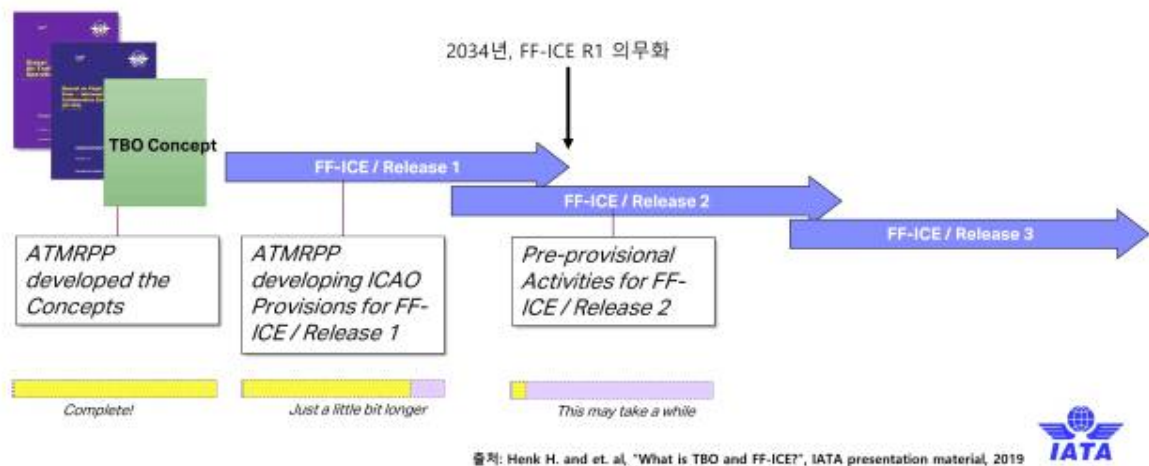 2034년, FF-ICE R1 의무화
TBO Concept
FF-ICE / Release 1
FF-ICE / Release 2
FF-ICE / Release 3
ATMRPP
developed the
Concepts
ATMRPP
developing ICAO
Provisions for FF-
ICE / Release 1
Pre-provisional
Activities for FF-
ICE / Release 2
Complete!
Just a little bit longer
This may take a while
출처: Henk H. and et. al, "What is TBO and FF-ICE?", IATA presentation material, 2019
IATA